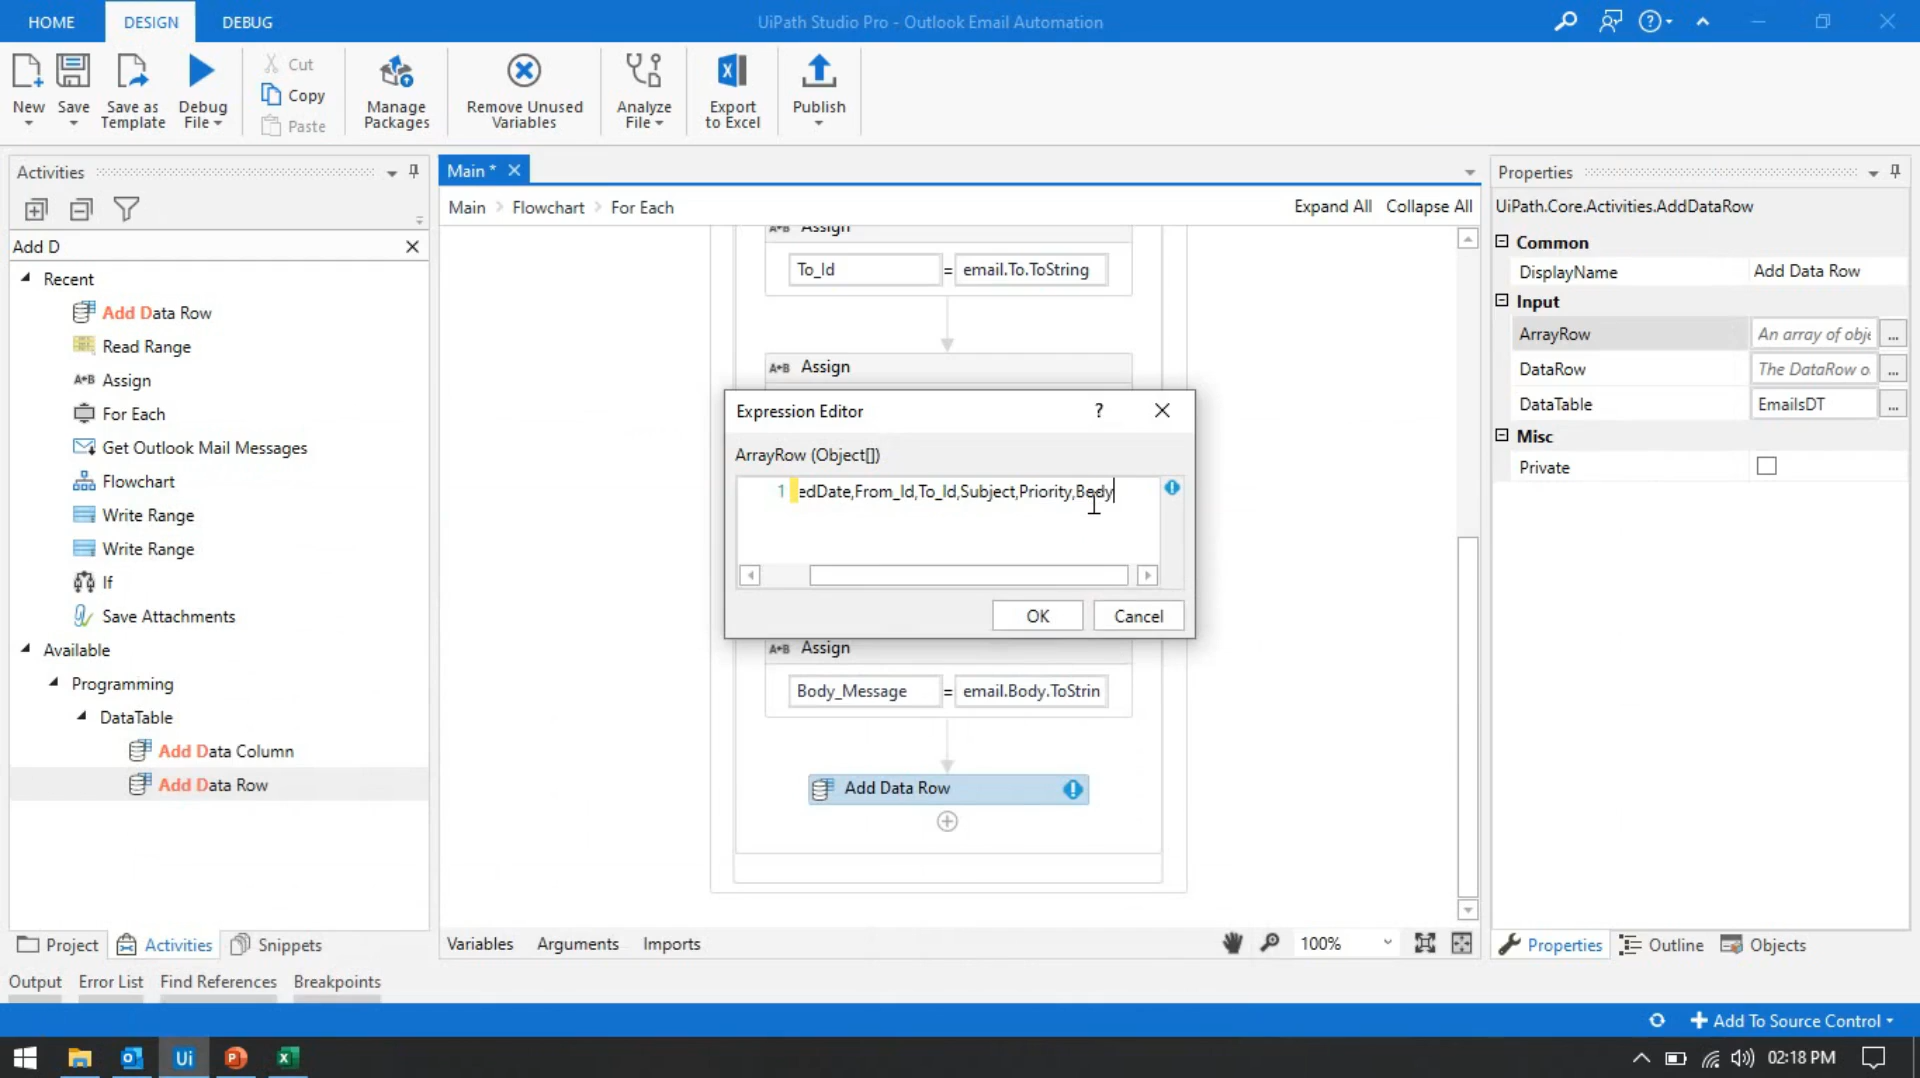 HOME
DESIGN
DEBUG
UiPath Studio Pro - Outlook Email Automation
New
Save
Save as Template
Debug File
Cut
Copy
Paste
Manage Packages
Remove Unused Variables
Analyze File
Export to Excel
Publish
Activities
Add D
Recent
Add Data Row
Read Range
A+B Assign
For Each
Get Outlook Mail Messages
Flowchart
Write Range
Write Range
If
Save Attachments
Available
Programming
DataTable
Add Data Column
Add Data Row
Project
Activities
Snippets
Main *
Main > Flowchart > For Each
Expand All
Collapse All
A+B Assign
To_Id = email.To.ToString
A+B Assign
Expression Editor
?
ArrayRow (Object[])
1 edDate,From_Id,To_Id,Subject,Priority,Body
OK
Cancel
A+B Assign
Body_Message = email.Body.ToStrin
Add Data Row
Variables
Arguments
Imports
100%
Properties
UiPath.Core.Activities.AddDataRow
Common
DisplayName Add Data Row
Input
ArrayRow An array of obje ...
DataRow The DataRow o ...
DataTable EmailsDT ...
Misc
Private
Properties
Outline
Objects
Output
Error List
Find References
Breakpoints
Add To Source Control
Ui
02:18 PM